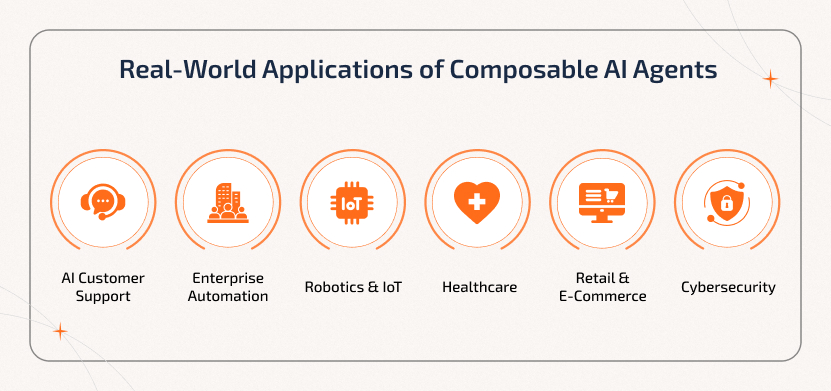 Real-World Applications of Composable AI Agents
IoT
AI Customer
Support
Enterprise
Automation
Robotics & IoT
Healthcare
Retail &
E-Commerce
Cybersecurity